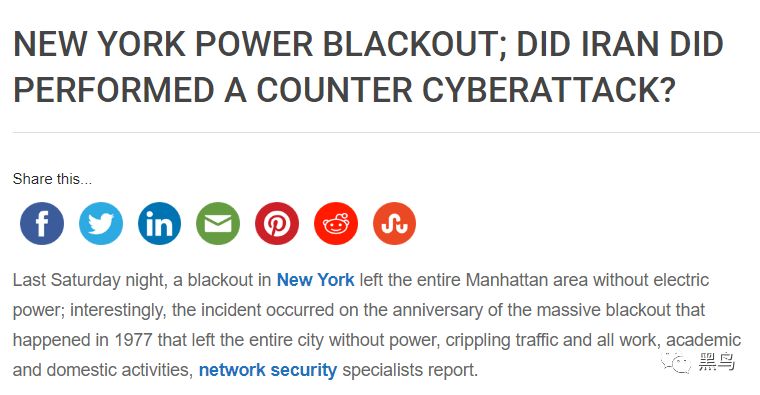 NEW YORK POWER BLACKOUT; DID IRAN DID
PERFORMED A COUNTER CYBERATTACK?
Share this...
Last Saturday night, a blackout in New York left the entire Manhattan area without electric
power; interestingly, the incident occurred on the anniversary of the massive blackout that
happened in 1977 that left the entire city without power, crippling traffic and all work, academic
and domestic activities, network security specialists report.
黑鸟